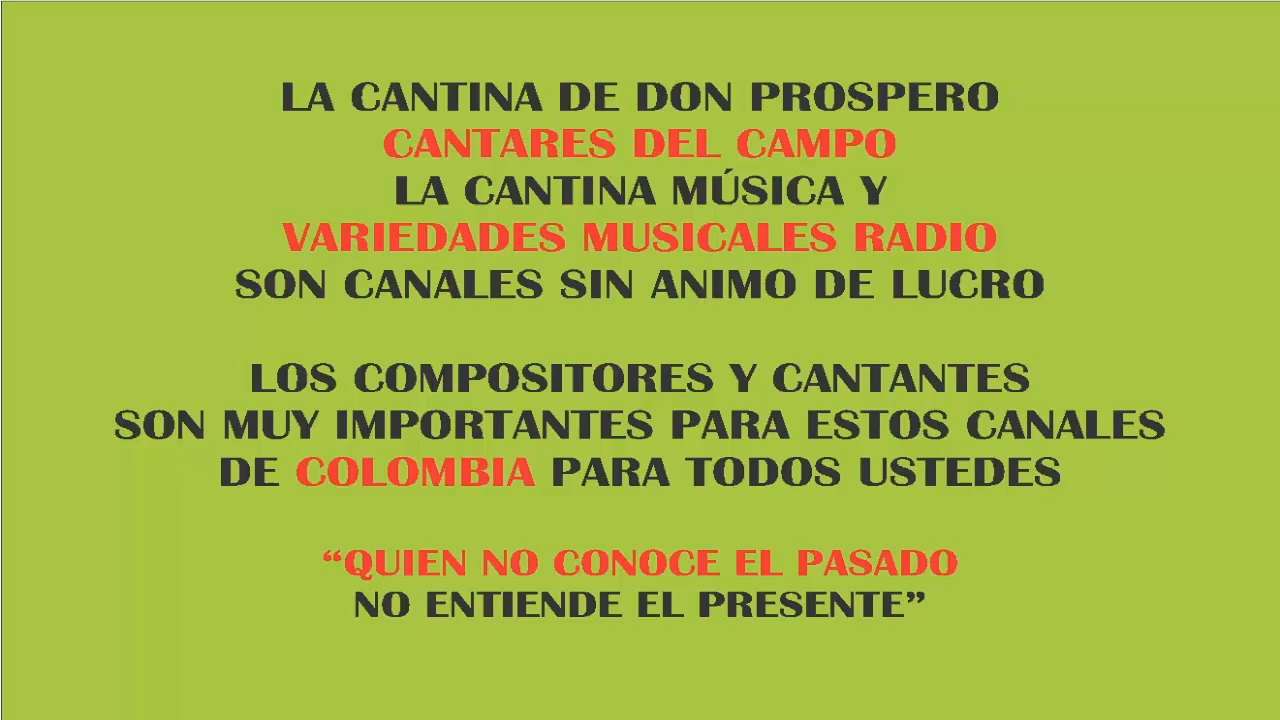 LA CANTINA DE DON PROSPERO
CANTARES DEL CAMPO
LA CANTINA MÚSICA Y
VARIEDADES MUSICALES RADIO
SON CANALES SIN ANIMO DE LUCRO
LOS COMPOSITORES Y CANTANTES
SON MUY IMPORTANTES PARA ESTOS CANALES
DE COLOMBIA PARA TODOS USTEDES
“QUIEN NO CONOCE EL PASADO
NO ENTIENDE EL PRESENTE”